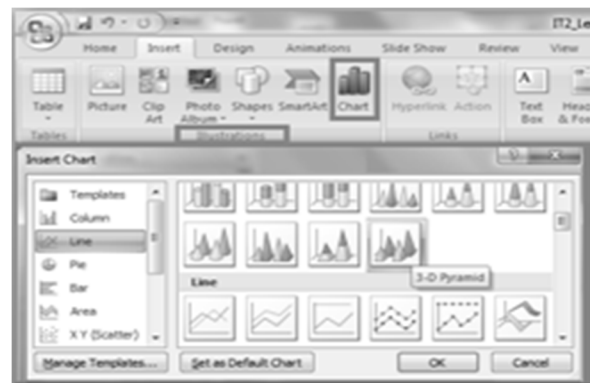 IT2_Le
Home Insert Design Animations Slide Show Review View
Table Picture Clip Art Photo Album Shapes SmartArt Chart Hyperlink Action Text Box Head & Foo
Tables Illustrations Links
Insert Chart
Templates
Column
Line
Pie
Bar
Area
X Y (Scatter)
3-D Pyramid
Line
Manage Templates... Set as Default Chart OK Cancel